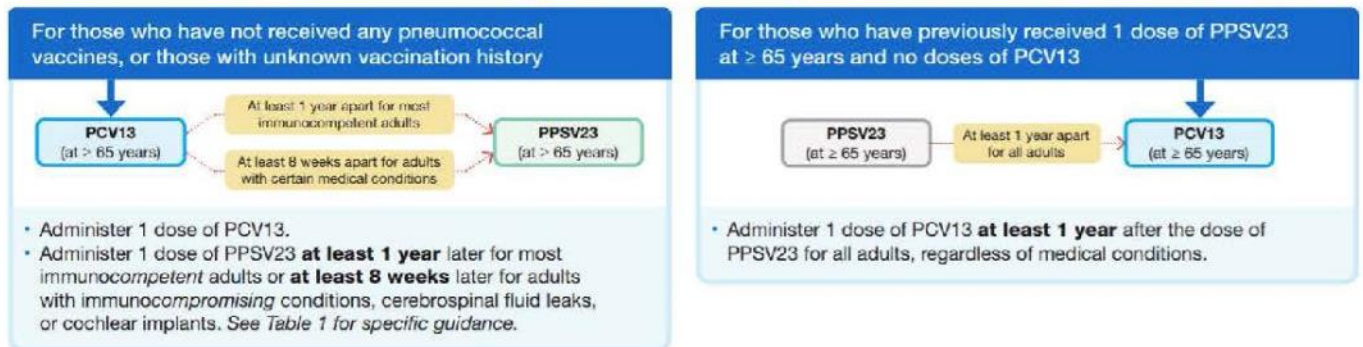 For those who have not received any pneumococcal
vaccines, or those with unknown vaccination history
PCV13
(at > 65 years)
At least 1 year apart for most
immunocompetent adults
At least 8 weeks apart for adults
with certain medical conditions
PPSV23
(at > 65 years)
• Administer 1 dose of PCV13.
• Administer 1 dose of PPSV23 at least 1 year later for most
immunocompetent adults or at least 8 weeks later for adults
with immunocompromising conditions, cerebrospinal fluid leaks,
or cochlear implants. See Table 1 for specific guidance.
For those who have previously received 1 dose of PPSV23
at ≥ 65 years and no doses of PCV13
PPSV23
(at ≥ 65 years)
At least 1 year apart
for all adults
PCV13
(at ≥ 65 years)
• Administer 1 dose of PCV13 at least 1 year after the dose of
PPSV23 for all adults, regardless of medical conditions.